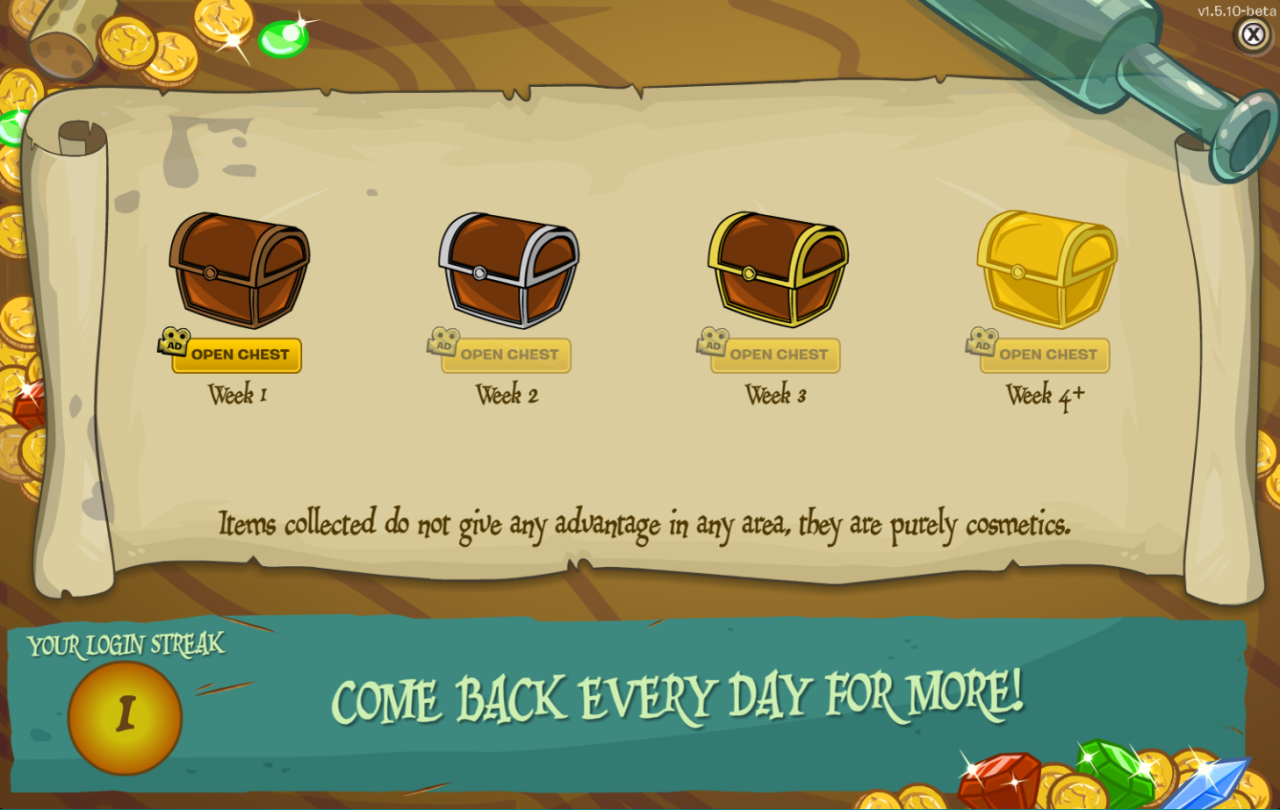 v1.5.10-beta
X
AD OPEN CHEST
AD OPEN CHEST
AD OPEN CHEST
AD OPEN CHEST
Week 1
Week 2
Week 3
Week 4+
Items collected do not give any advantage in any area, they are purely cosmetics.
YOUR LOGIN STREAK
1
COME BACK EVERY DAY FOR MORE!